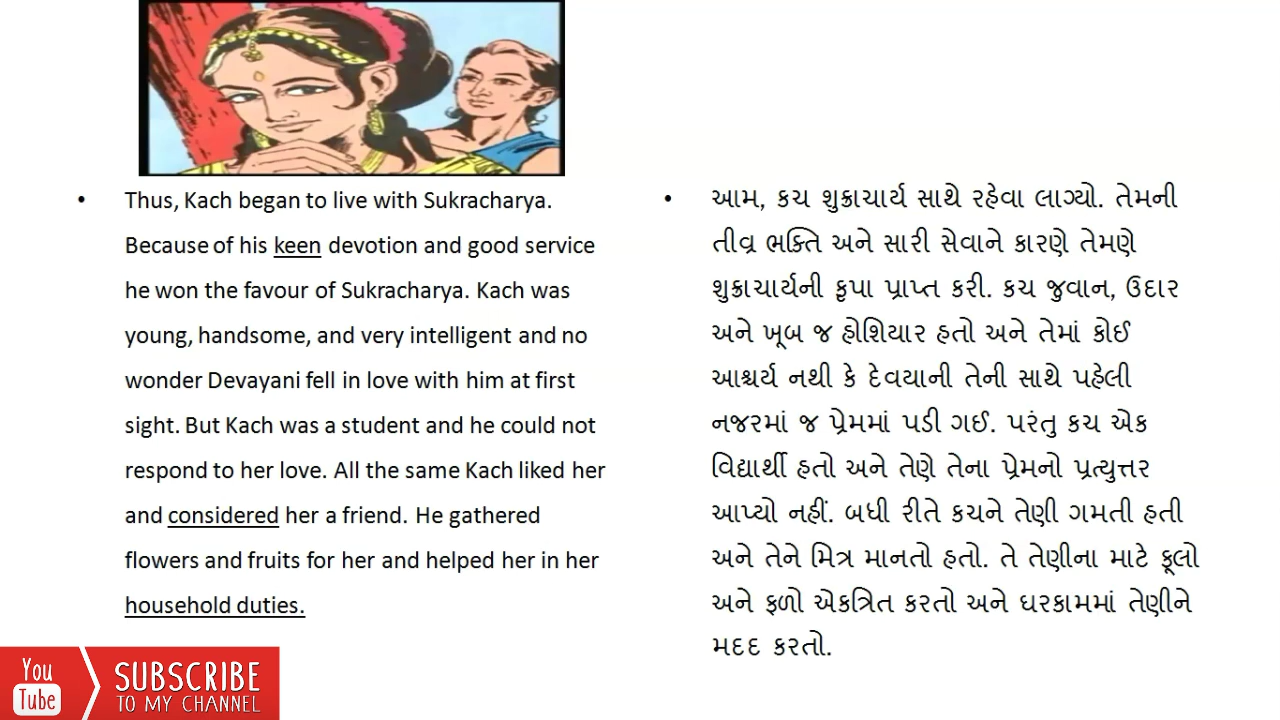 • Thus, Kach began to live with Sukracharya.
Because of his keen devotion and good service
he won the favour of Sukracharya. Kach was
young, handsome, and very intelligent and no
wonder Devayani fell in love with him at first
sight. But Kach was a student and he could not
respond to her love. All the same Kach liked her
and considered her a friend. He gathered
flowers and fruits for her and helped her in her
household duties.
• આમ, કચ શુક્રાચાર્ય સાથે રહેવા લાગ્યો. તેમની
તીવ્ર ભક્તિ અને સારી સેવાને કારણે તેમણે
શુક્રાચાર્યની કૃપા પ્રાપ્ત કરી. કચ જુવાન, ઉદાર
અને ખૂબ જ હોશિયાર હતો અને તેમાં કોઈ
આશ્ચર્ય નથી કે દેવયાની તેની સાથે પહેલી
નજરમાં જ પ્રેમમાં પડી ગઈ. પરંતુ કચ એક
વિદ્યાર્થી હતો અને તેણે તેના પ્રેમનો પ્રત્યુત્તર
આપ્યો નહીં. બધી રીતે કચને તેણી ગમતી હતી
અને તેને મિત્ર માનતો હતો. તે તેણીના માટે ફૂલો
અને ફળો એકત્રિત કરતો અને ઘરકામમાં તેણીને
મદદ કરતો.
You
Tube
SUBSCRIBE
TO MY CHANNEL